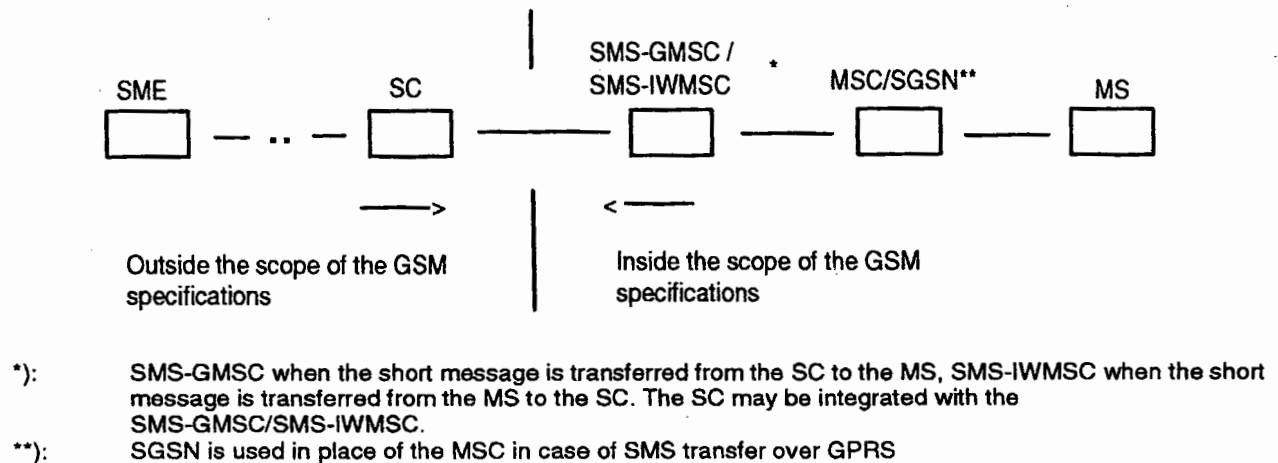 SMS-GMSC /
SMS-IWMSC *
SME
SC
MSC/SGSN**
MS
Outside the scope of the GSM
specifications
Inside the scope of the GSM
specifications
*): SMS-GMSC when the short message is transferred from the SC to the MS, SMS-IWMSC when the short
message is transferred from the MS to the SC. The SC may be integrated with the
SMS-GMSC/SMS-IWMSC.
**): SGSN is used in place of the MSC in case of SMS transfer over GPRS